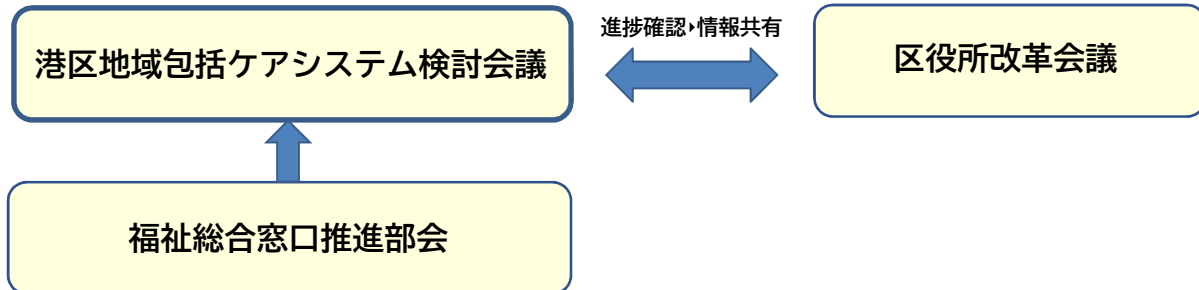 進捗確認・情報共有
港区地域包括ケアシステム検討会議
区役所改革会議
福祉総合窓口推進部会